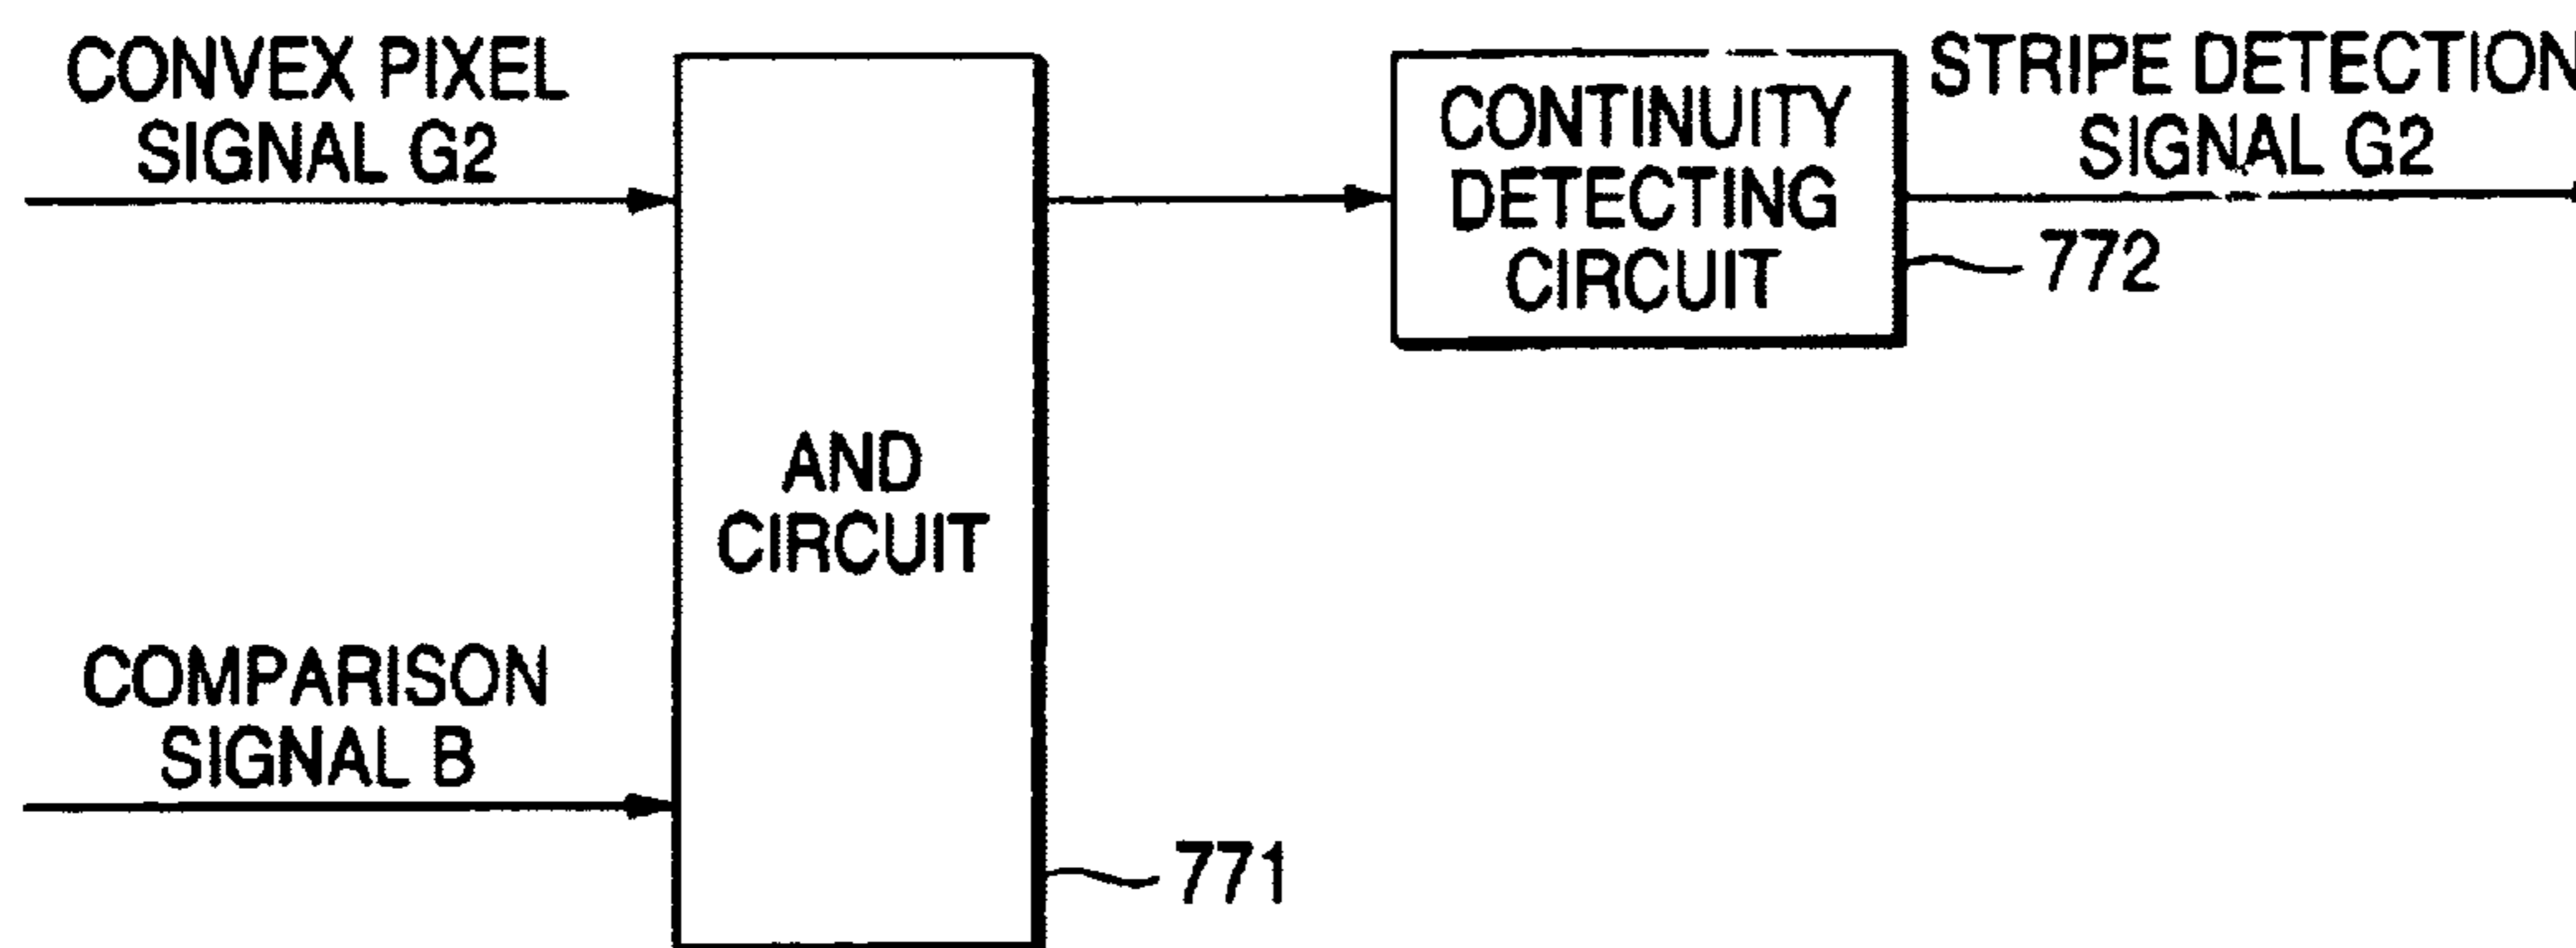 CONVEX PIXEL
SIGNAL G2
CONTINUITY
DETECTING
CIRCUIT
STRIPE DETECTION
SIGNAL G2
772
AND
CIRCUIT
COMPARISON
SIGNAL B
771